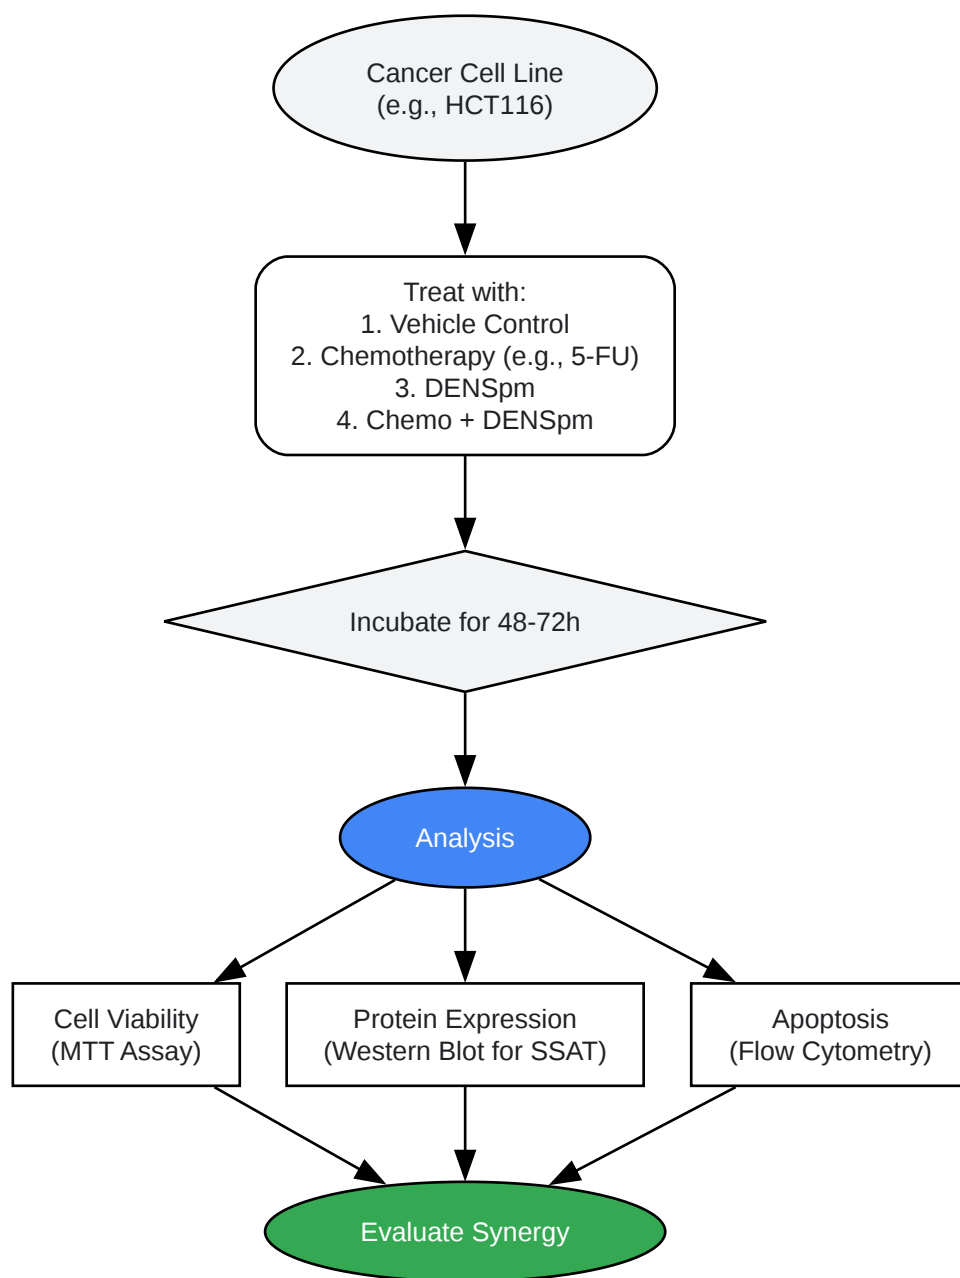 Cancer Cell Line
(e.g., HCT116)
Treat with:
1. Vehicle Control
2. Chemotherapy (e.g., 5-FU)
3. DENSpm
4. Chemo + DENSpm
Incubate for 48-72h
Analysis
Cell Viability
(MTT Assay)
Protein Expression
(Western Blot for SSAT)
Apoptosis
(Flow Cytometry)
Evaluate Synergy